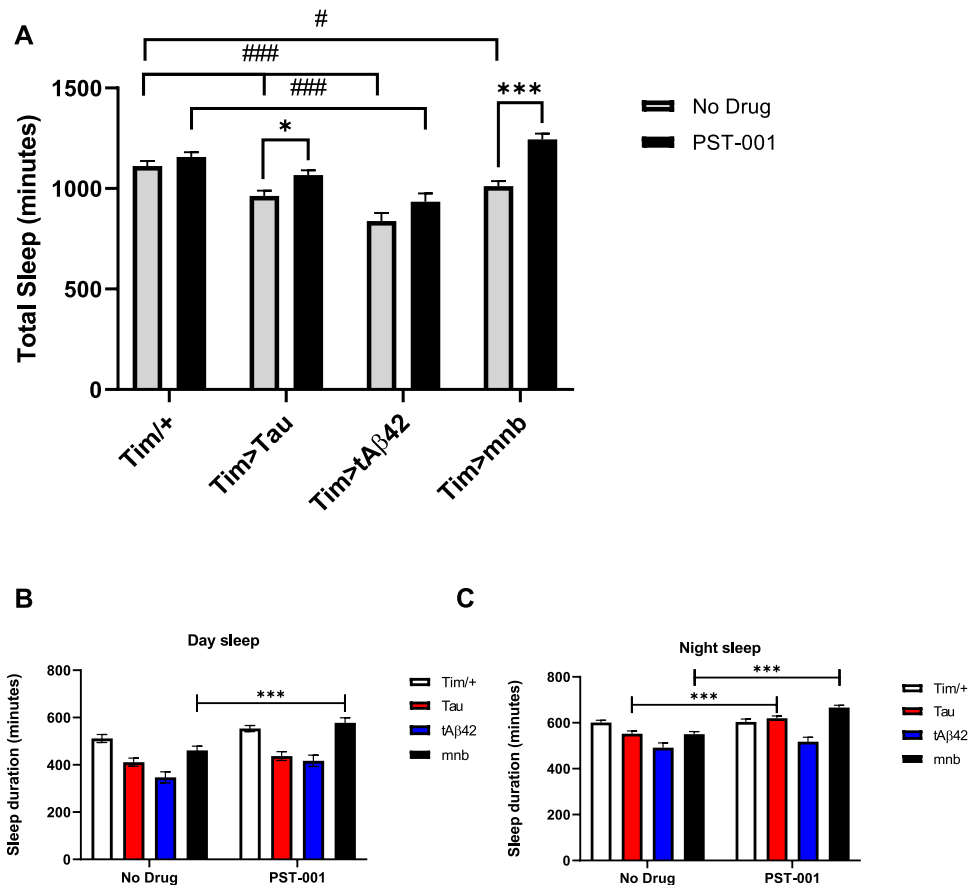 A
#
###
###
***
*
Total Sleep (minutes)
1500
1000
500
0
Tim/+
Tim>Tau
Tim>tAβ42
Tim>mnb
No Drug
PST-001
B
Day sleep
Sleep duration (minutes)
800
600
400
200
0
***
No Drug
PST-001
Tim/+
Tau
tAβ42
mnb
C
Night sleep
Sleep duration (minutes)
800
600
400
200
0
***
***
No Drug
PST-001
Tim/+
Tau
tAβ42
mnb